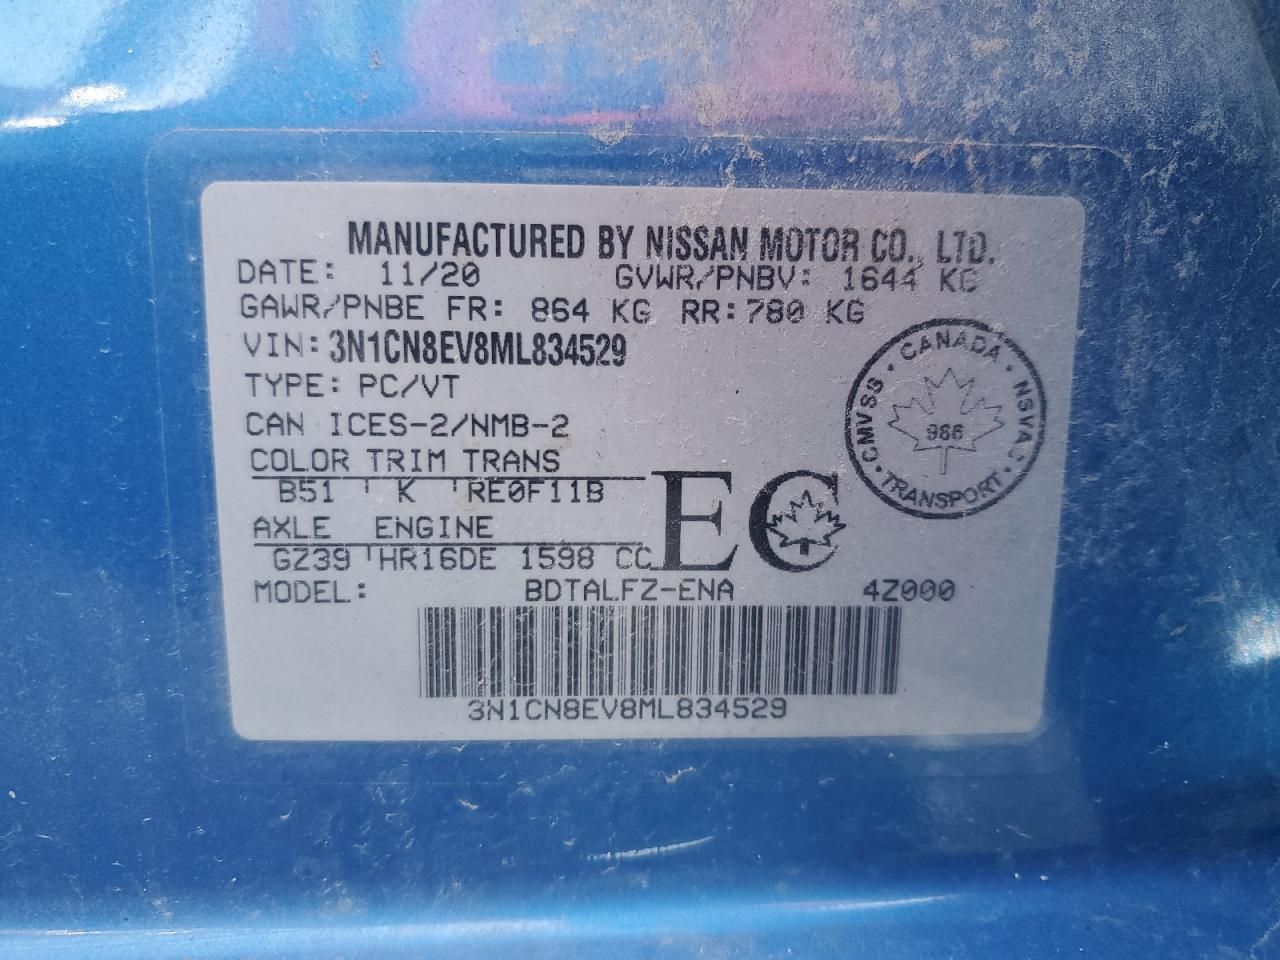 MANUFACTURED BY NISSAN MOTOR CO., LTD.
DATE: 11/20 GVWR/PNBV: 1644 KG
GAWR/PNBE FR: 864 KG RR:780 KG
VIN: 3N1CN8EV8ML834529
TYPE: PC/VT
CAN ICES-2/NMB-2
COLOR TRIM TRANS
B51 K RE0F11B
AXLE ENGINE
GZ39 HR16DE 1598 CC
EC
CANADA
CMVSS NSVAC
986
TRANSPORT
MODEL: BDTALFZ-ENA 4Z000
3N1CN8EV8ML834529